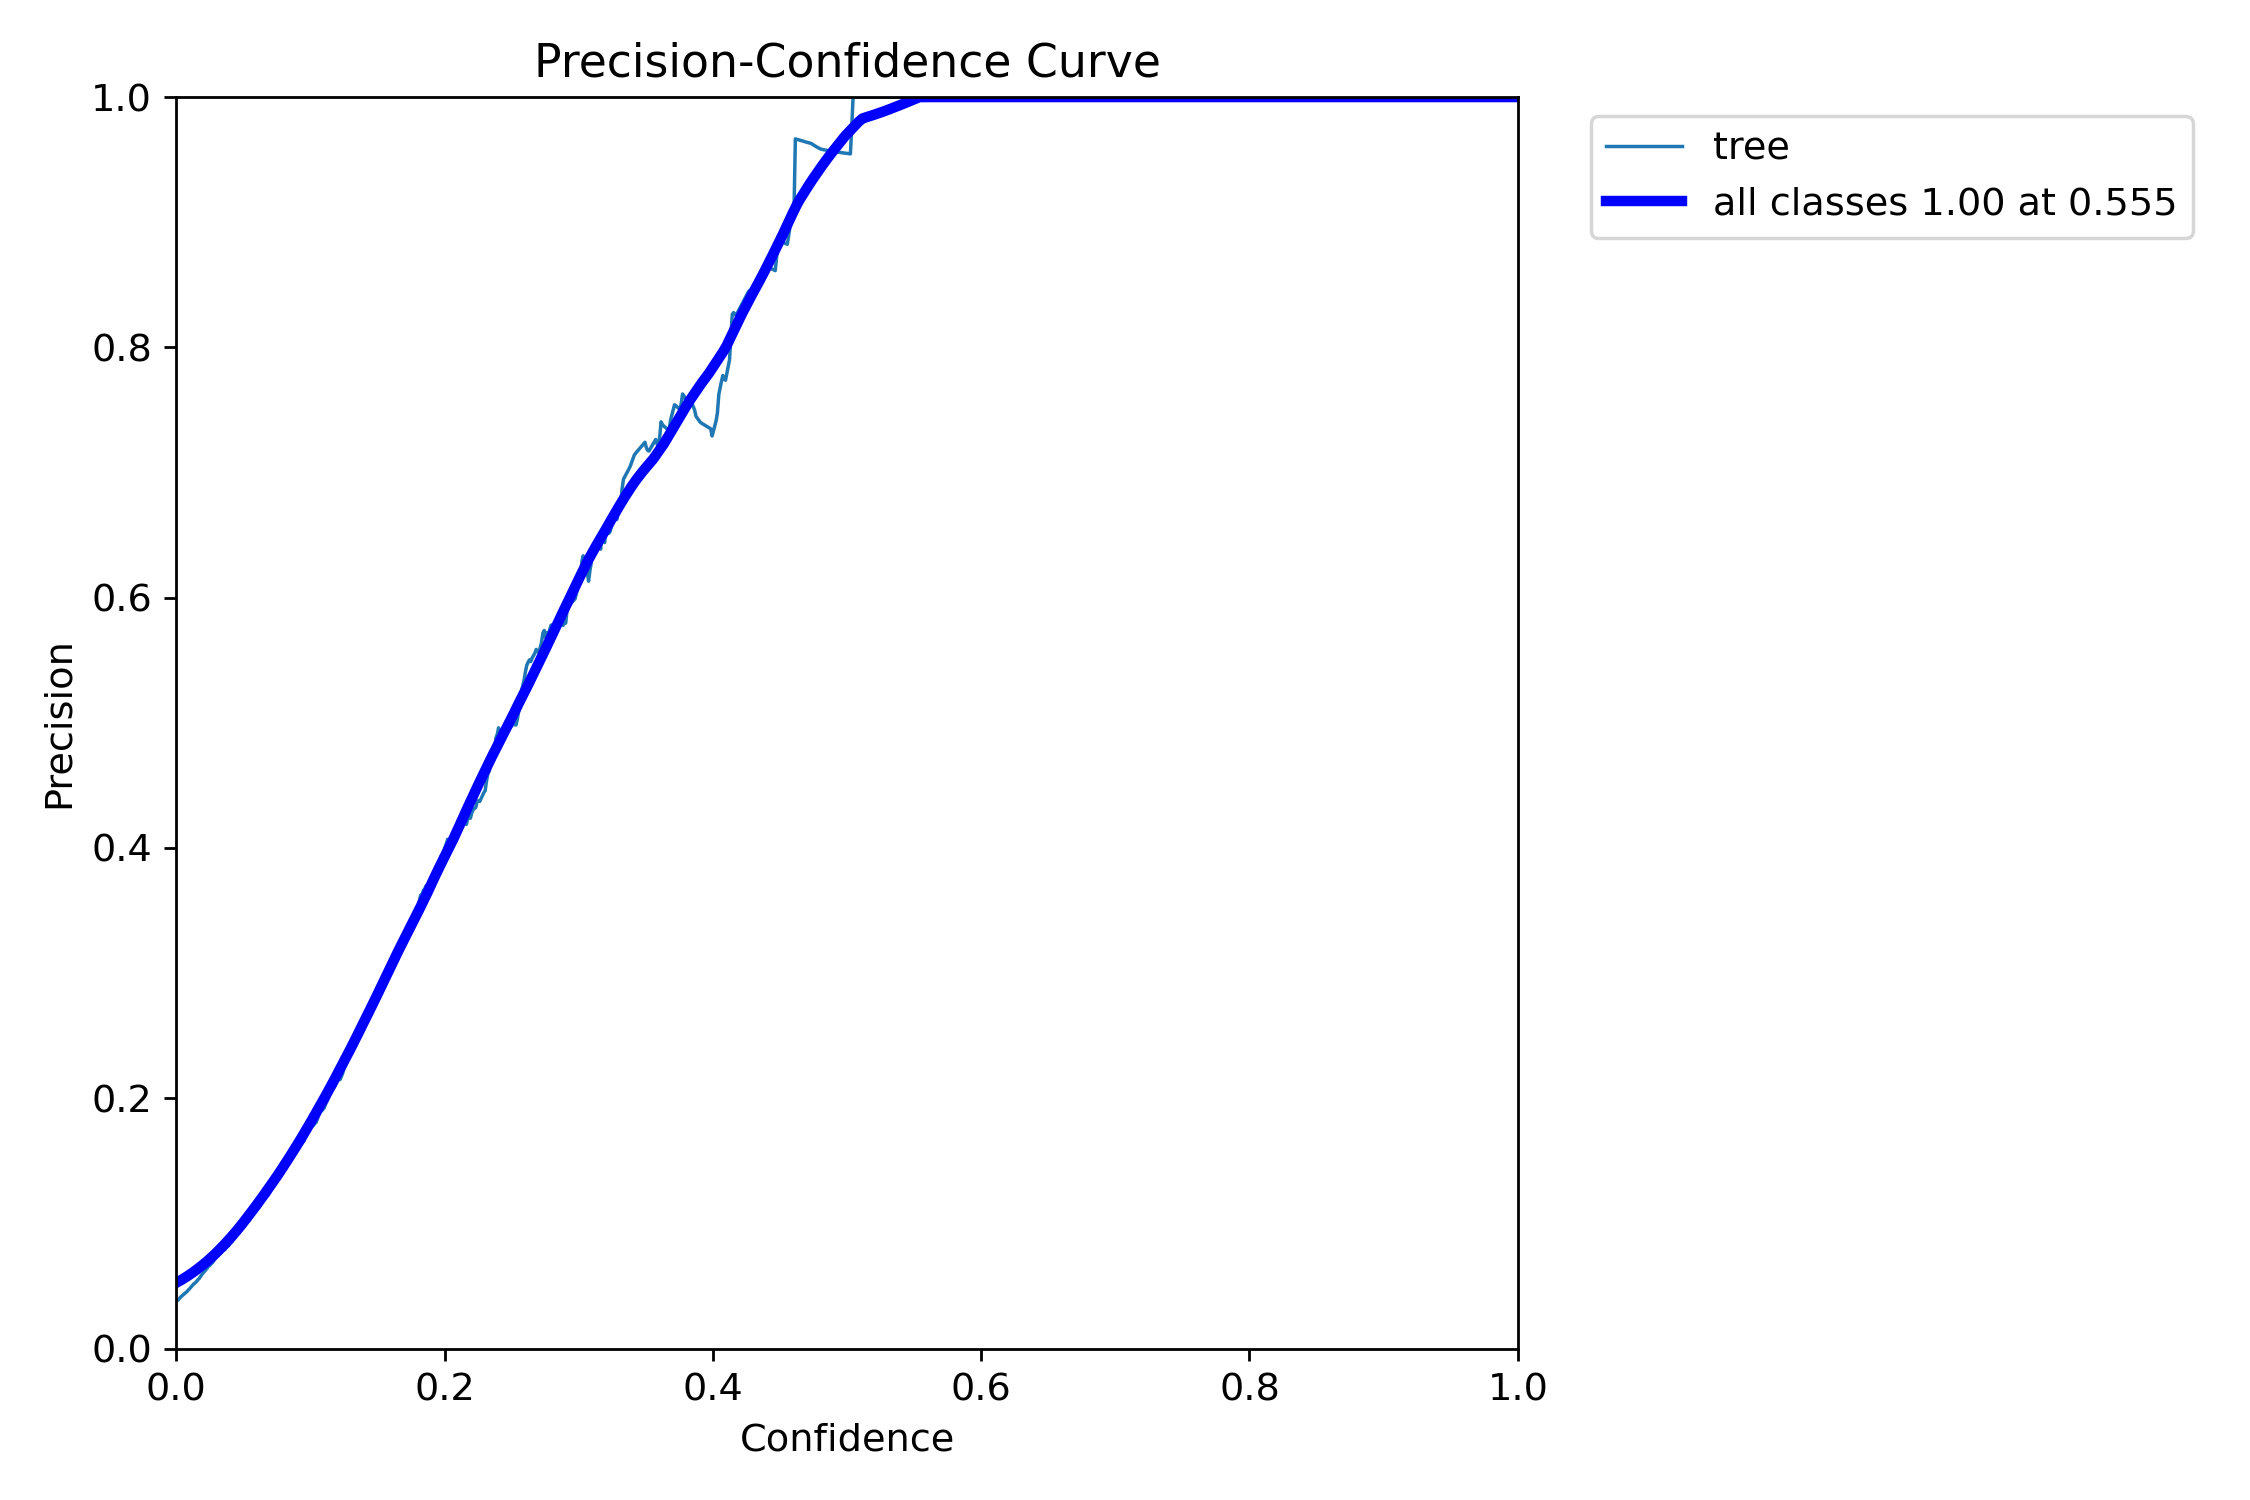 Precision-Confidence Curve
1.0
0.8
0.6
0.4
0.2
0.0
Precision
0.0 0.2 0.4 0.6 0.8 1.0
Confidence
tree
all classes 1.00 at 0.555